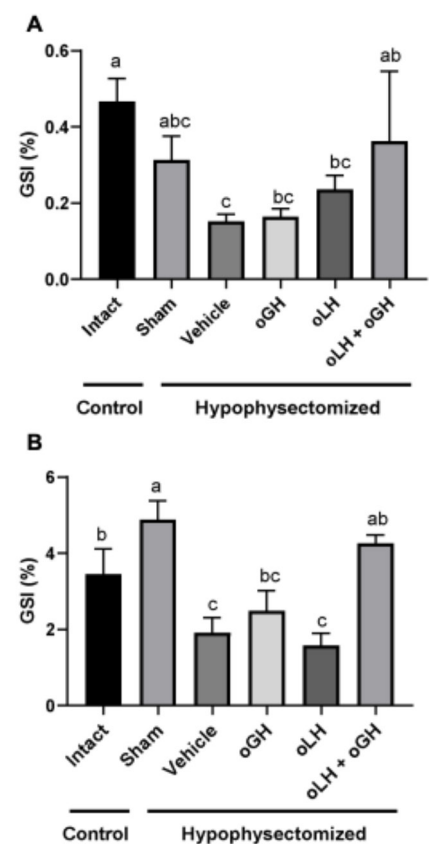 A
0.6
a
ab
abc
0.4
GSI (%)
bc
bc
c
0.2
0.0
Intact
Sham
Vehicle
oGH
oLH
oLH + oGH
Control
Hypophysectomized
B
6
a
ab
b
4
GSI (%)
bc
c
c
2
0
Intact
Sham
Vehicle
oGH
oLH
oLH + oGH
Control
Hypophysectomized